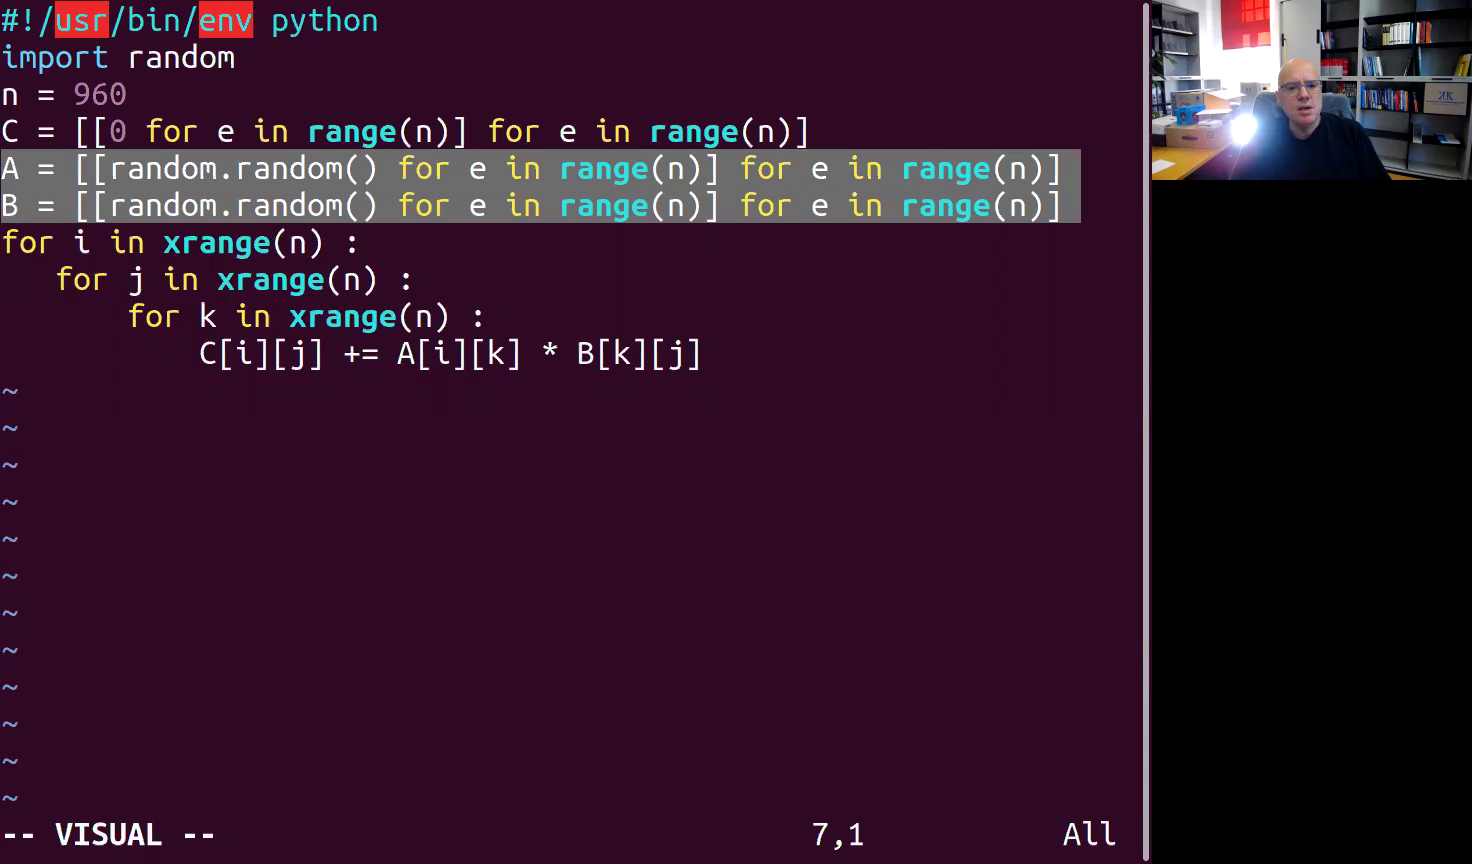 #!/usr/bin/env python
import random
n = 960
C = [[0 for e in range(n)] for e in range(n)]
A = [[random.random() for e in range(n)] for e in range(n)]
B = [[random.random() for e in range(n)] for e in range(n)]
for i in xrange(n) :
   for j in xrange(n) :
       for k in xrange(n) :
           C[i][j] += A[i][k] * B[k][j]
~
~
~
~
~
~
~
~
~
~
~
~
-- VISUAL -- 7,1 All